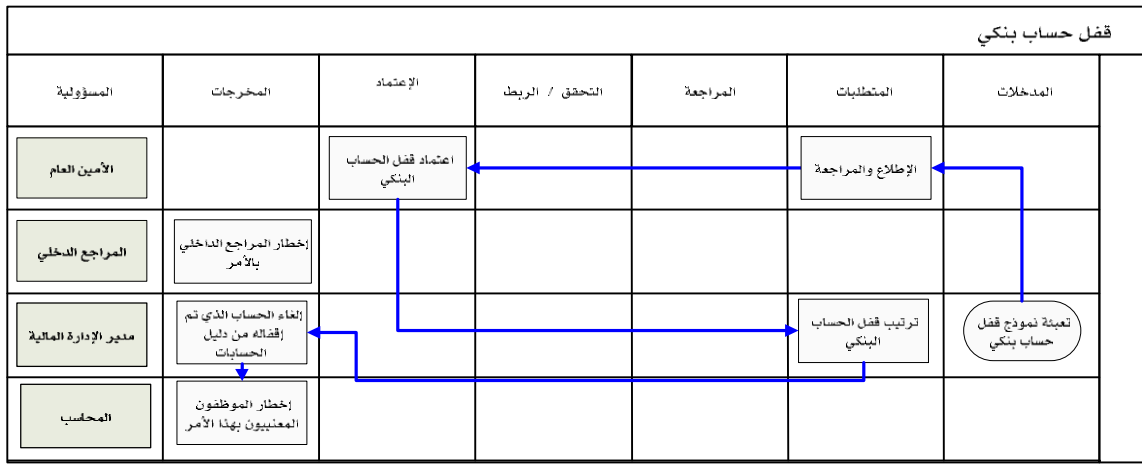 قفل حساب بنكي
المدخلات
المتطلبات
المراجعة
التحقق / الربط
الإعتماد
المخرجات
المسؤولية
الإطلاع والمراجعة
اعتماد قفل الحساب
البنكي
الأمين العام
إخطار المراجع الداخلي
بالأمر
المراجع الدخلي
تعبئة نموذج قفل
حساب بنكي
ترتيب قفل الحساب
البنكي
إلغاء الحساب الذي تم
إقفاله من دليل
الحسابات
مدير الإدارة المالية
إخطار الموظفون
المعنييون بهذا الأمر
المحاسب